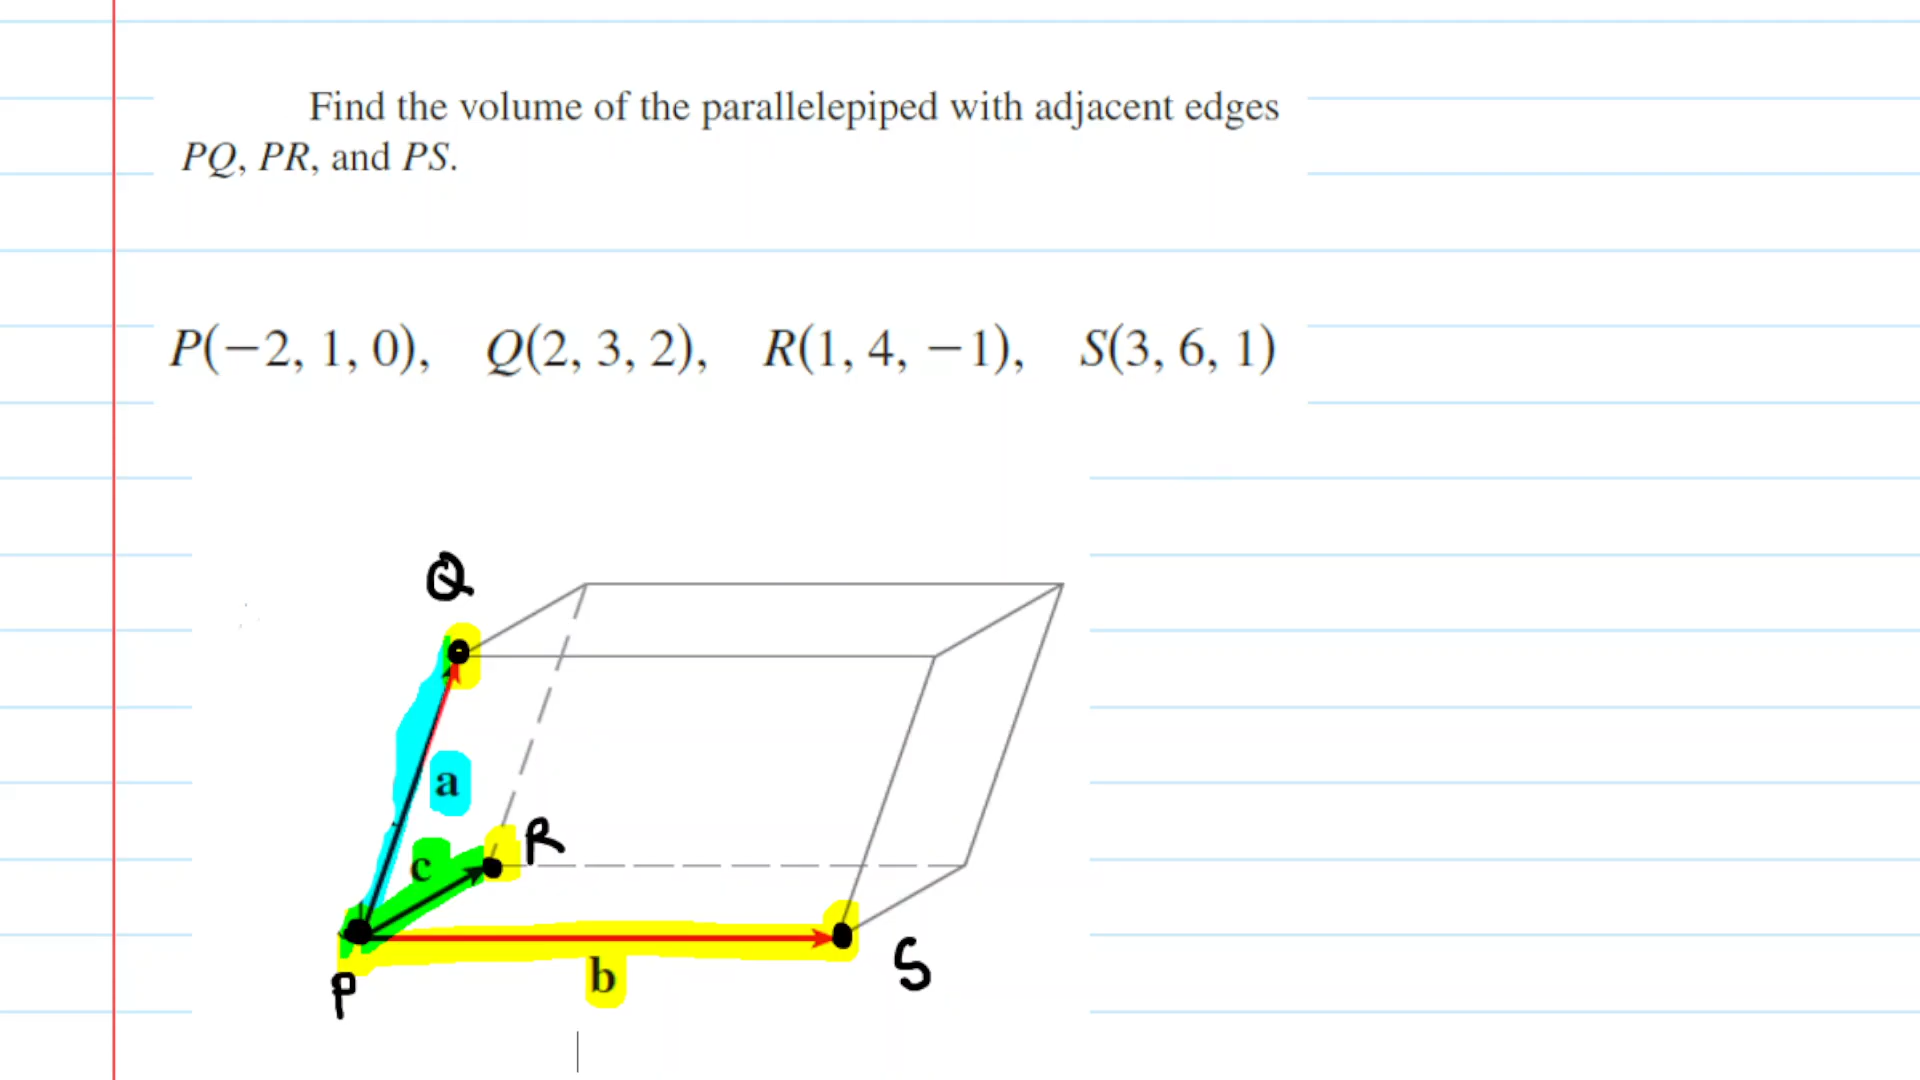 Find the volume of the parallelepiped with adjacent edges
PQ, PR, and PS.
P(−2, 1, 0), Q(2, 3, 2), R(1, 4, −1), S(3, 6, 1)
Q
a
R
c
S
b
P